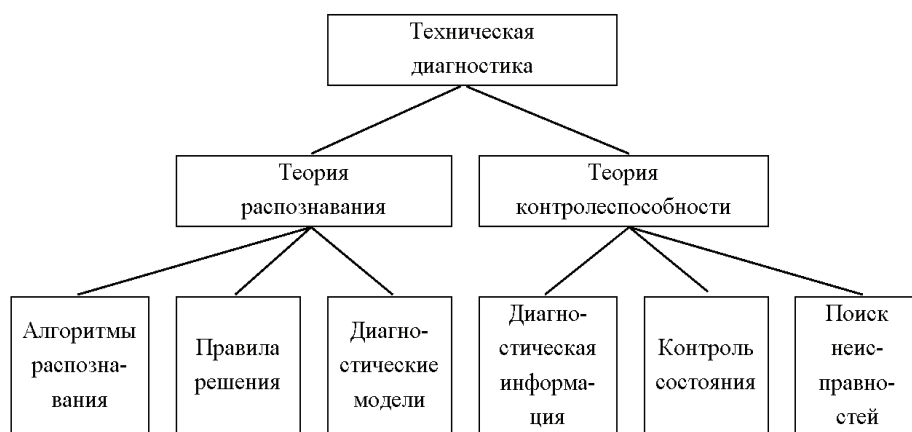 Техническая
диагностика
Теория
распознавания
Теория
контролеспособности
Алгоритмы
распозна-
вания
Правила
решения
Диагно-
стические
модели
Диагно-
стическая
информа-
ция
Контроль
состояния
Поиск
неис-
правно-
стей